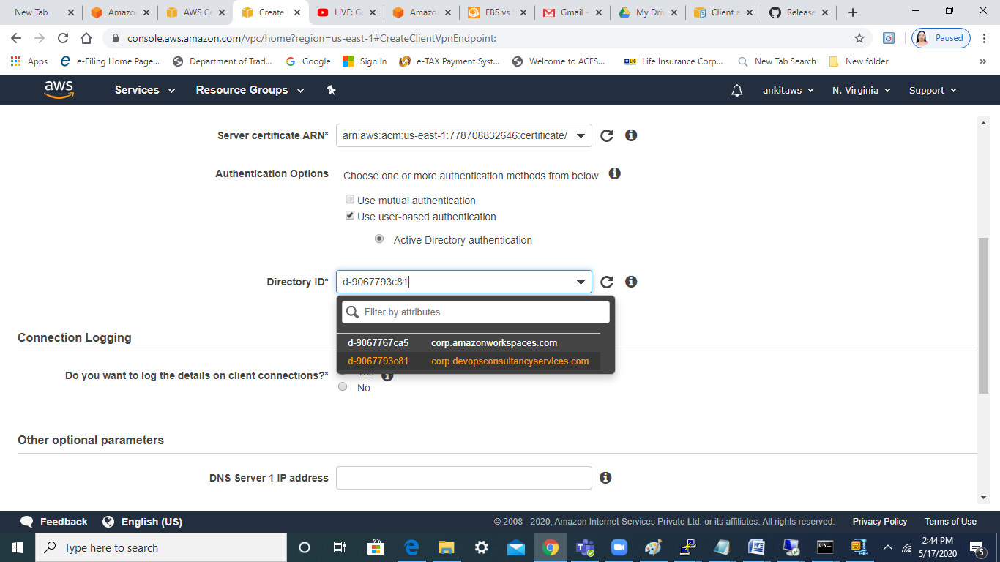 New Tab
Amazo
AWS Ce
Create
LIVE: G
Amazon
EBS vs
Gmail -
My Driv
Client a
Release
console.aws.amazon.com/vpc/home?region=us-east-1#CreateClientVpnEndpoint:
Paused
Apps
e-Filing Home Page...
Department of Trad...
Google
Sign In
e-TAX Payment Syst...
Welcome to ACES...
LIC
Life Insurance Corp...
New Tab Search
New folder
»
aws
Services
Resource Groups
ankitaws
N. Virginia
Support
Server certificate ARN*
arn:aws:acm:us-east-1:778708832646:certificate/
Authentication Options
Choose one or more authentication methods from below
Use mutual authentication
Use user-based authentication
Active Directory authentication
Directory ID*
d-9067793c81
Filter by attributes
d-9067767ca5 corp.amazonworkspaces.com
d-9067793c81 corp.devopsconsultancyservices.com
Connection Logging
Do you want to log the details on client connections?*
Yes
No
Other optional parameters
DNS Server 1 IP address
Feedback
English (US)
© 2008 - 2020, Amazon Internet Services Private Ltd. or its affiliates. All rights reserved.
Privacy Policy
Terms of Use
Type here to search
2:44 PM
5/17/2020
5